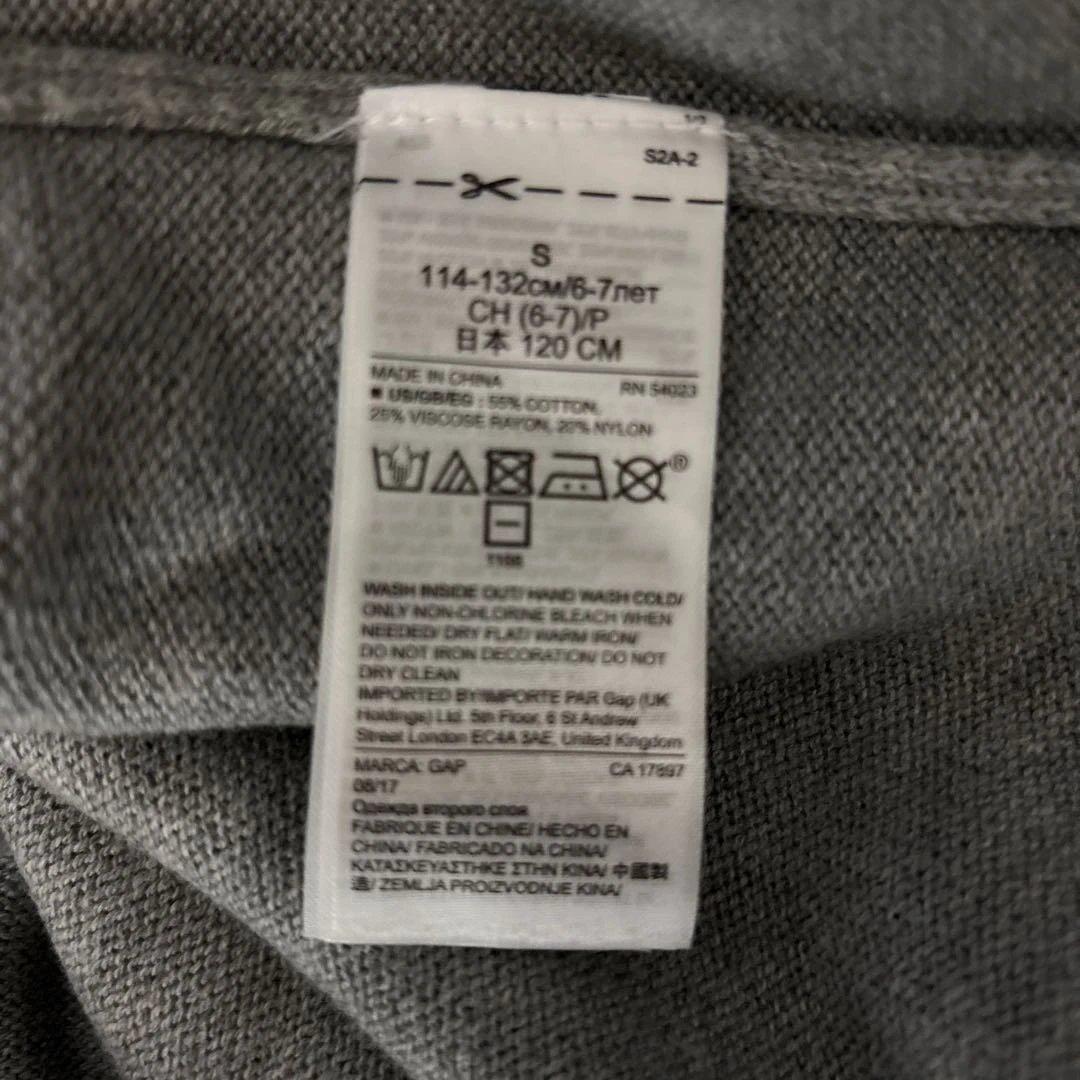 S2A-2
S
114-132см/6-7лет
CH (6-7)/P
日本 120 CM
MADE IN CHINA RN 54023
■ US/GB/EG : 55% COTTON,
25% VISCOSE RAYON, 20% NYLON
®
1105
WASH INSIDE OUT/ HAND WASH COLD/
ONLY NON-CHLORINE BLEACH WHEN
NEEDED/ DRY FLAT/ WARM IRON/
DO NOT IRON DECORATION/ DO NOT
DRY CLEAN
IMPORTED BY/IMPORTE PAR Gap (UK
Holdings) Ltd. 5th Floor, 6 St Andrew
Street London EC4A 3AE, United Kingdom
MARCA: GAP CA 17897
08/17
Одежда второго слоя
FABRIQUE EN CHINE/ HECHO EN
CHINA/ FABRICADO NA CHINA/
ΚΑΤΑΣΚΕΥΑΣΤΗΚΕ ΣΤΗΝ ΚΙΝΑ/ 中國製
造/ ZEMLJA PROIZVODNJE KINA/